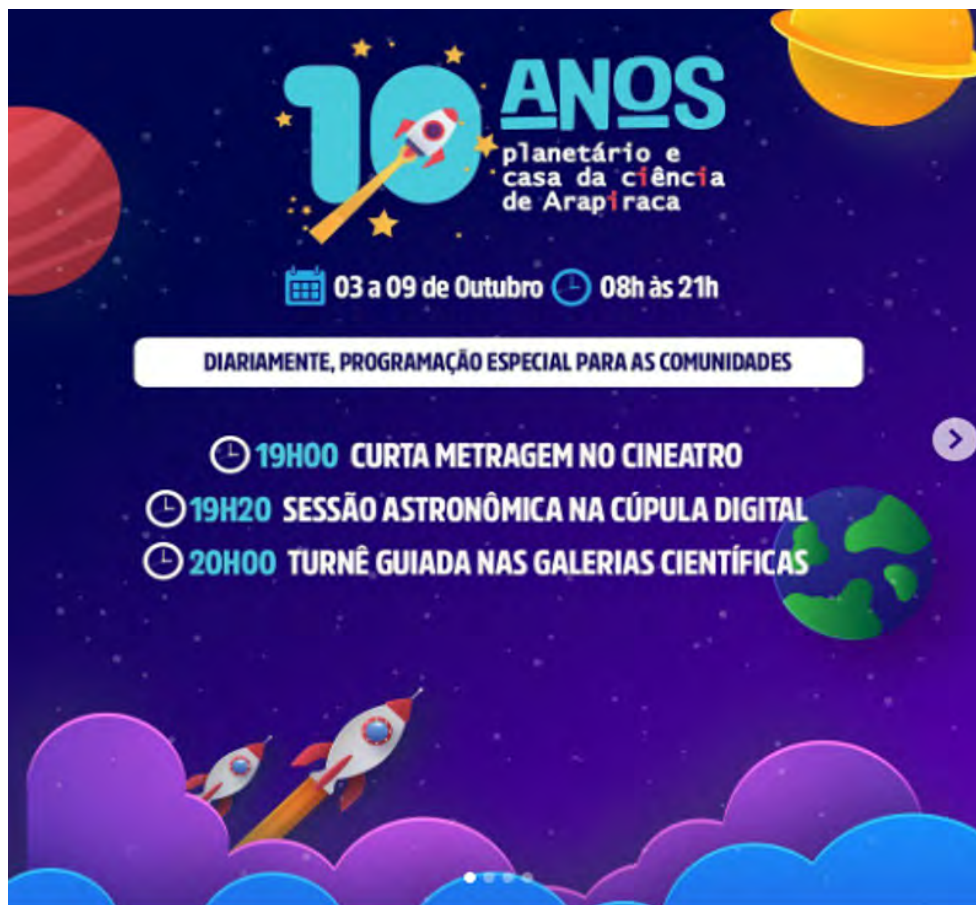 10 ANOS
planetário e
casa da ciência
de Arapiraca
03 a 09 de Outubro 08h às 21h
DIARIAMENTE, PROGRAMAÇÃO ESPECIAL PARA AS COMUNIDADES
19H00 CURTA METRAGEM NO CINEATRO
19H20 SESSÃO ASTRONÔMICA NA CÚPULA DIGITAL
20H00 TURNÊ GUIADA NAS GALERIAS CIENTÍFICAS